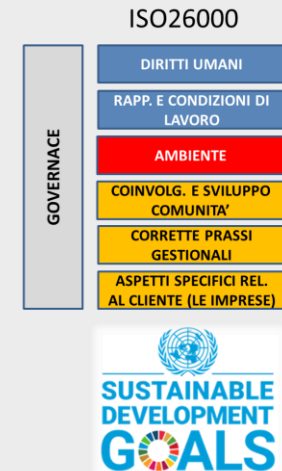 ISO26000
GOVERNACE
DIRITTI UMANI
RAPP. E CONDIZIONI DI
LAVORO
AMBIENTE
COINVOLG. E SVILUPPO
COMUNITA’
CORRETTE PRASSI
GESTIONALI
ASPETTI SPECIFICI REL.
AL CLIENTE (LE IMPRESE)
SUSTAINABLE
DEVELOPMENT
GOALS